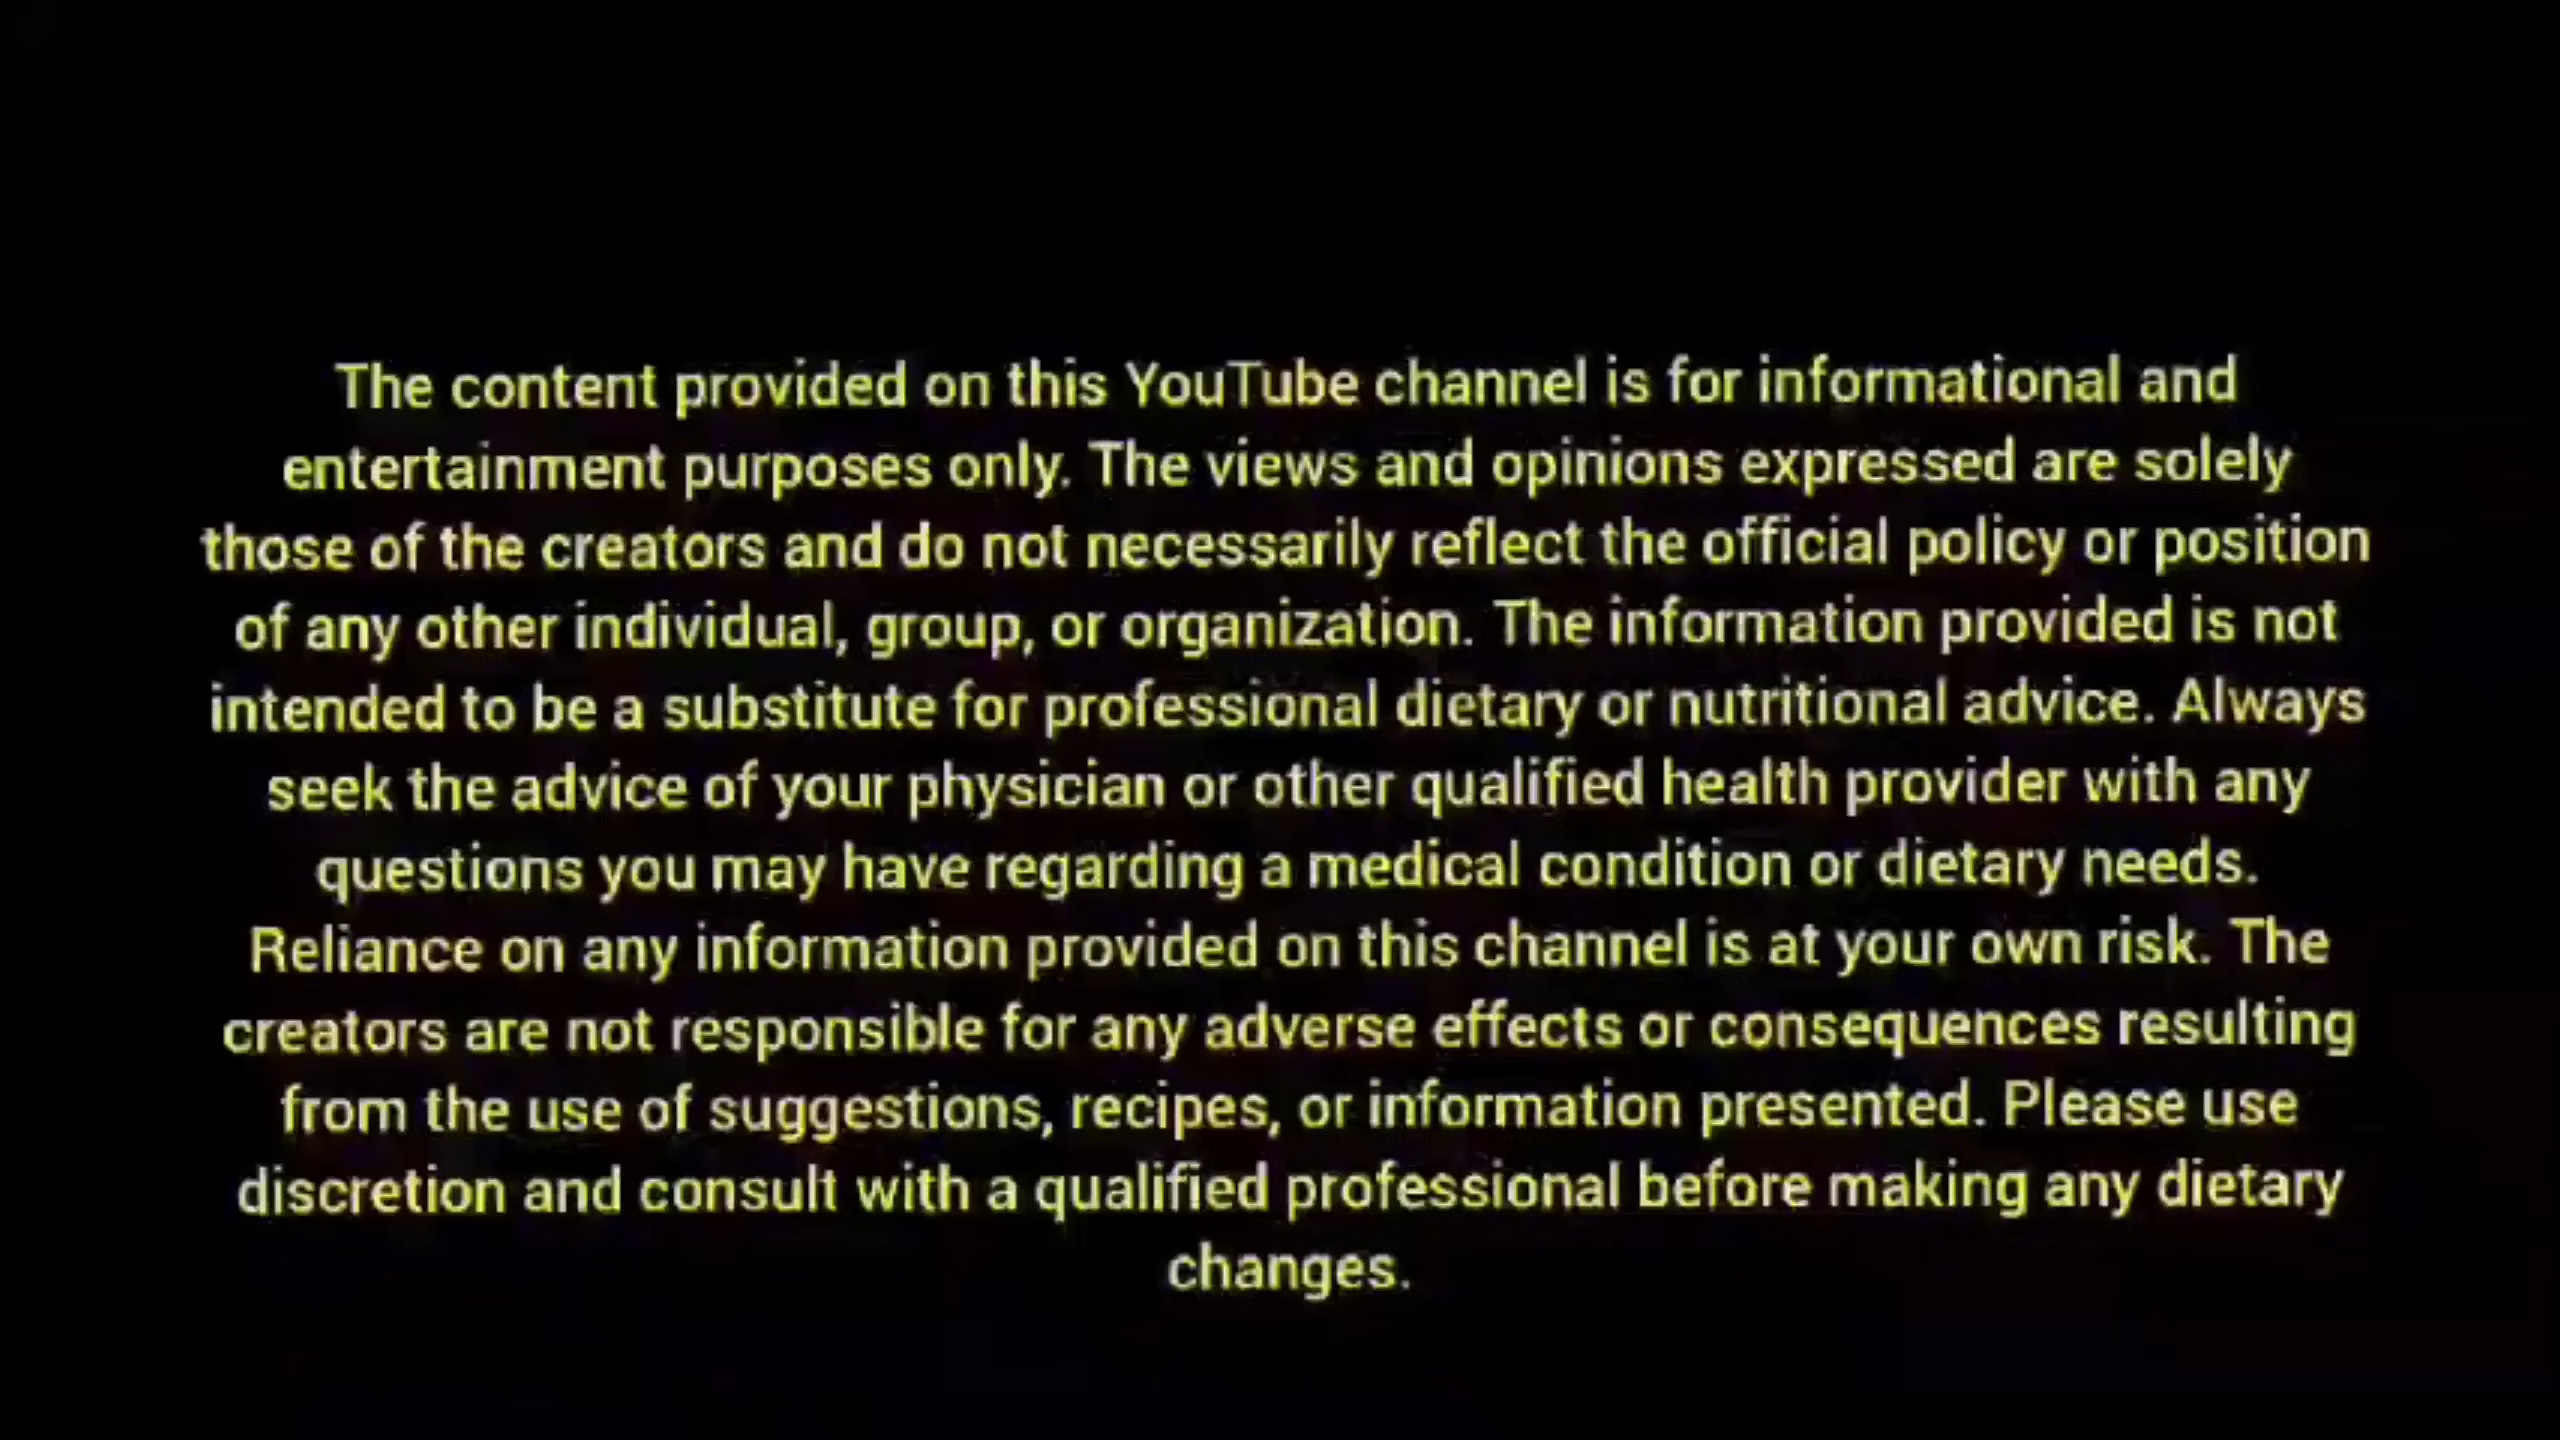 The content provided on this YouTube channel is for informational and
entertainment purposes only. The views and opinions expressed are solely
those of the creators and do not necessarily reflect the official policy or position
of any other individual, group, or organization. The information provided is not
intended to be a substitute for professional dietary or nutritional advice. Always
seek the advice of your physician or other qualified health provider with any
questions you may have regarding a medical condition or dietary needs.
Reliance on any information provided on this channel is at your own risk. The
creators are not responsible for any adverse effects or consequences resulting
from the use of suggestions, recipes, or information presented. Please use
discretion and consult with a qualified professional before making any dietary
changes.